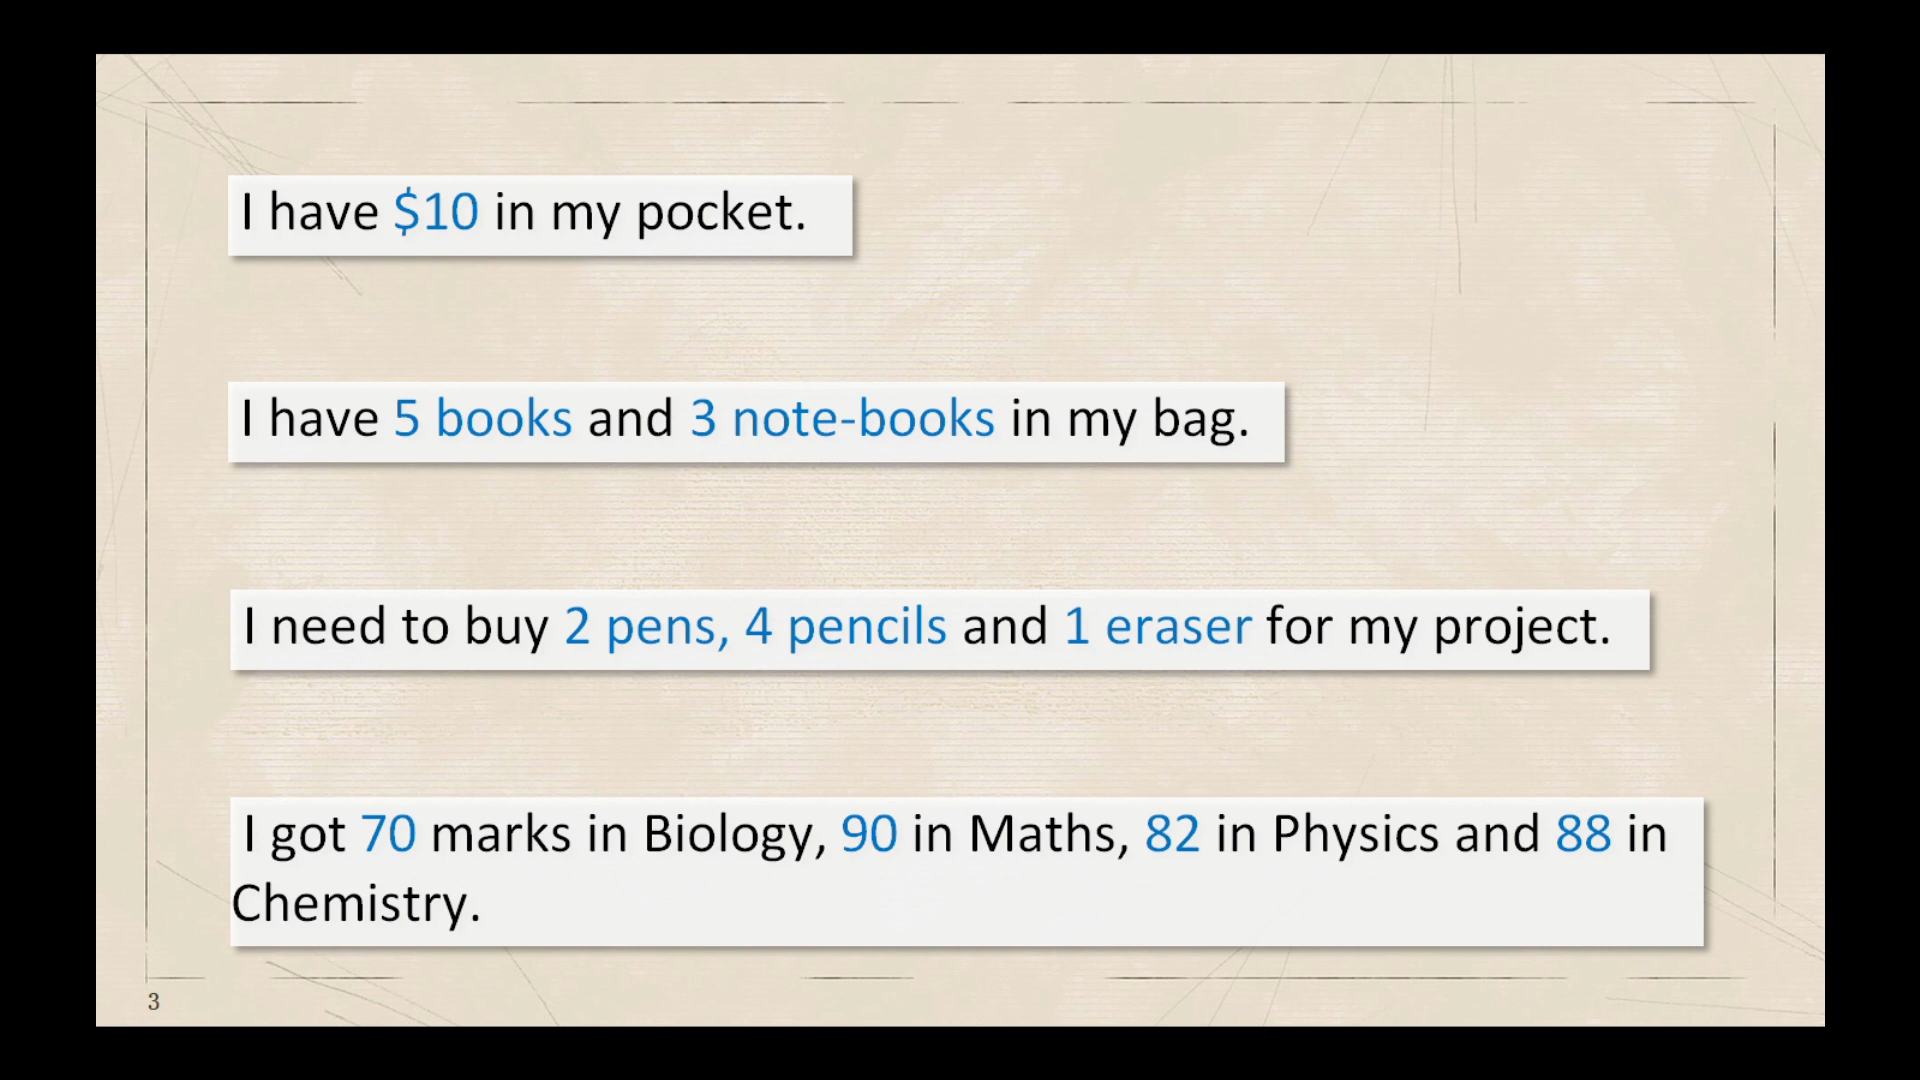 I have $10 in my pocket.
I have 5 books and 3 note-books in my bag.
I need to buy 2 pens, 4 pencils and 1 eraser for my project.
I got 70 marks in Biology, 90 in Maths, 82 in Physics and 88 in
Chemistry.
3